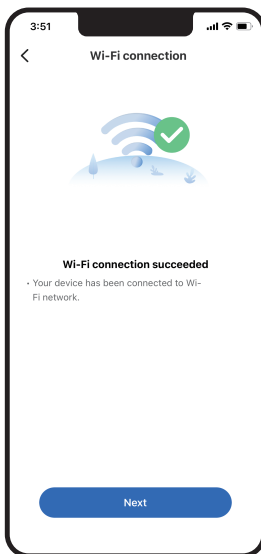 3:51
Wi-Fi connection
Wi-Fi connection succeeded
• Your device has been connected to Wi-
Fi network.
Next